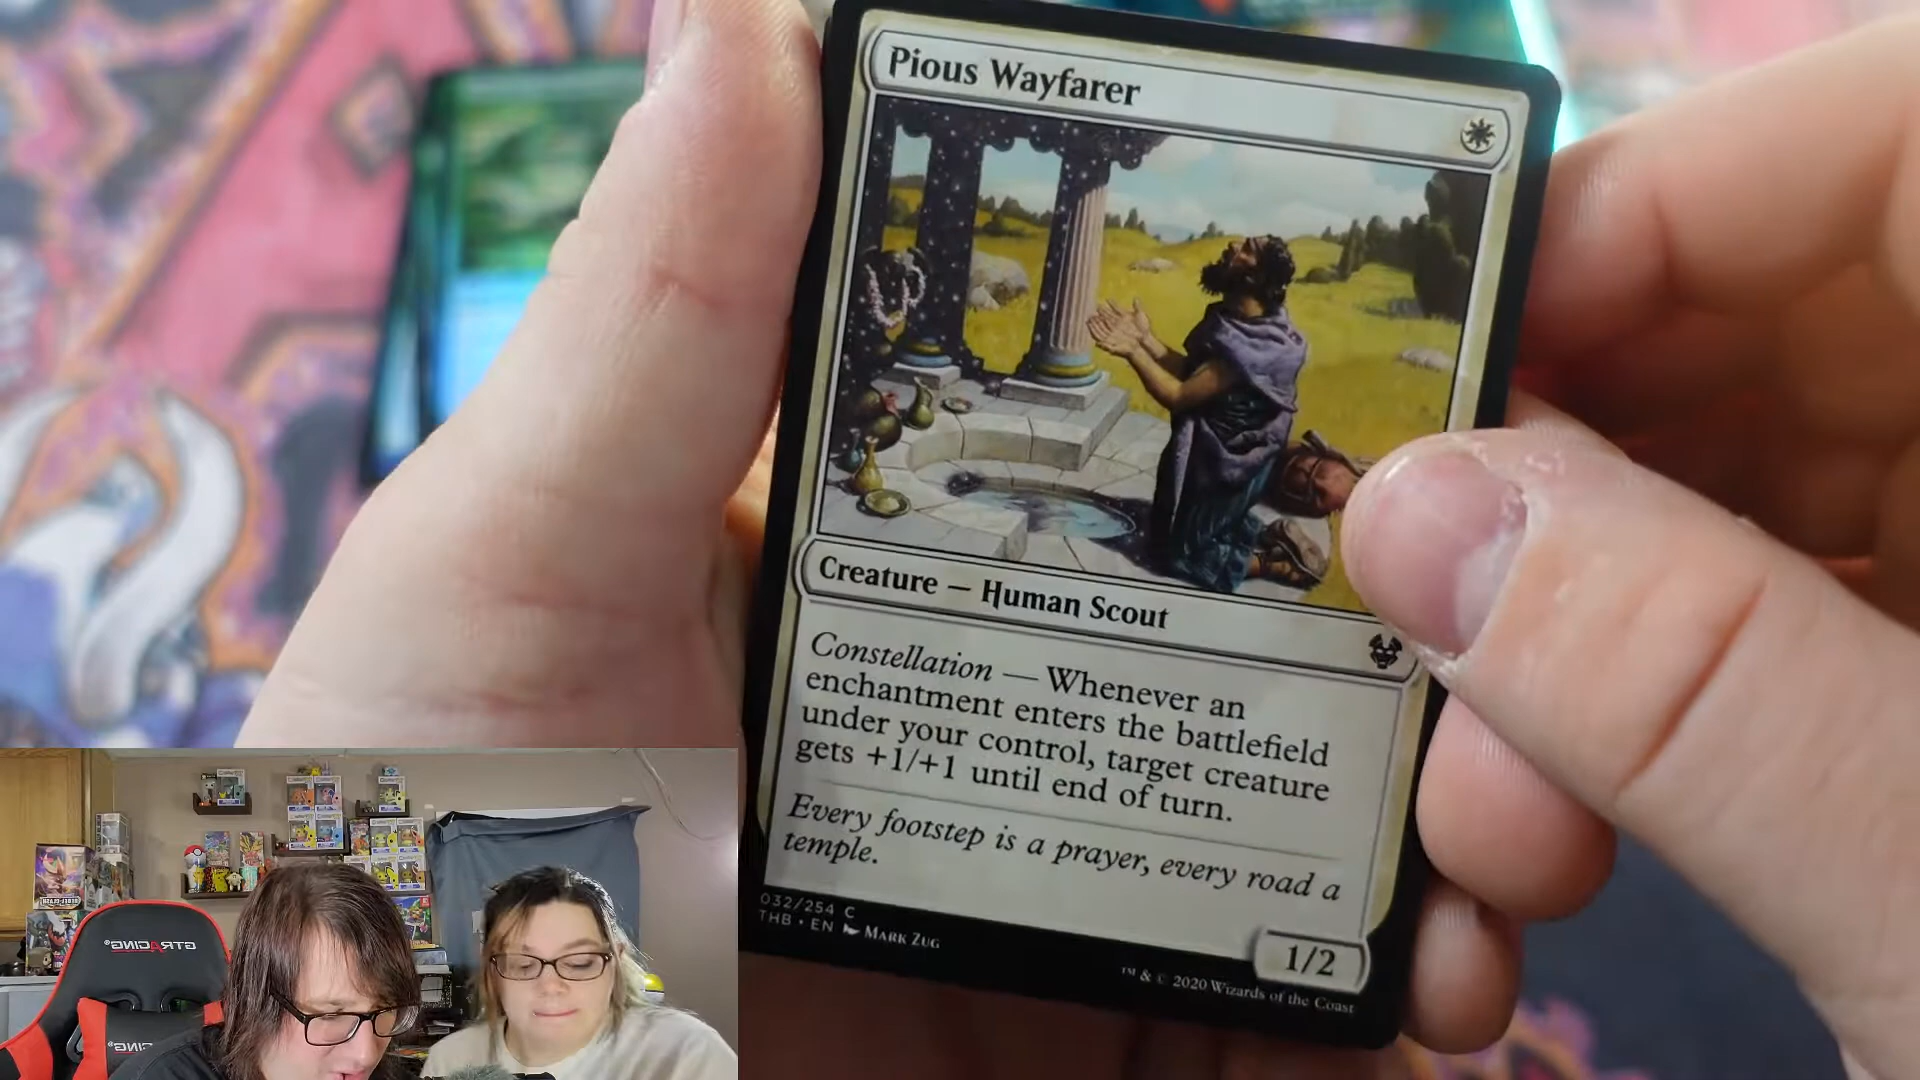 Pious Wayfarer
Creature — Human Scout
Constellation — Whenever an
enchantment enters the battlefield
under your control, target creature
gets +1/+1 until end of turn.
Every footstep is a prayer, every road a
temple.
032/254 C
THB • EN Mark Zug
1/2
™ & © 2020 Wizards of the Coast
GTRACING®